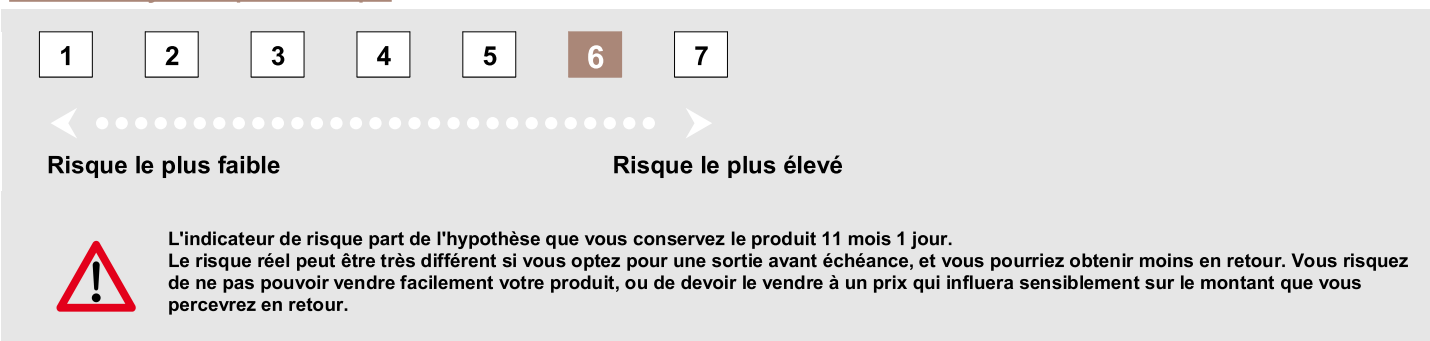 1 2 3 4 5 6 7
Risque le plus faible Risque le plus élevé
L'indicateur de risque part de l'hypothèse que vous conservez le produit 11 mois 1 jour.
Le risque réel peut être très différent si vous optez pour une sortie avant échéance, et vous pourriez obtenir moins en retour. Vous risquez
de ne pas pouvoir vendre facilement votre produit, ou de devoir le vendre à un prix qui influera sensiblement sur le montant que vous
percevrez en retour.